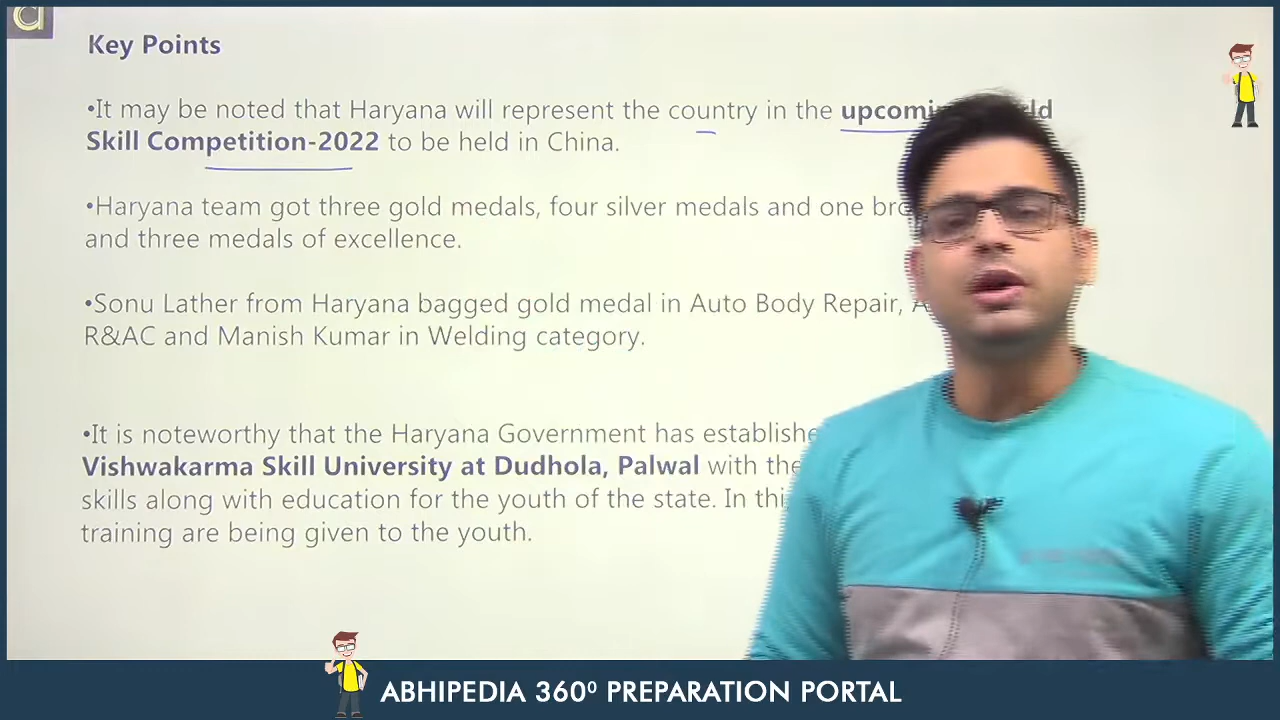 a
Key Points
•It may be noted that Haryana will represent the country in the
Skill Competition-2022 to be held in China.
•Haryana team got three gold medals, four silver medals and one
and three medals of excellence.
•Sonu Lather from Haryana bagged gold medal in Auto Body Repair,
R&AC and Manish Kumar in Welding category.
•It is noteworthy that the Haryana Government has
Vishwakarma Skill University at Dudhola, Palwal with the
skills along with education for the youth of the state. In
training are being given to the youth.
ABHIPEDIA 360⁰ PREPARATION PORTAL